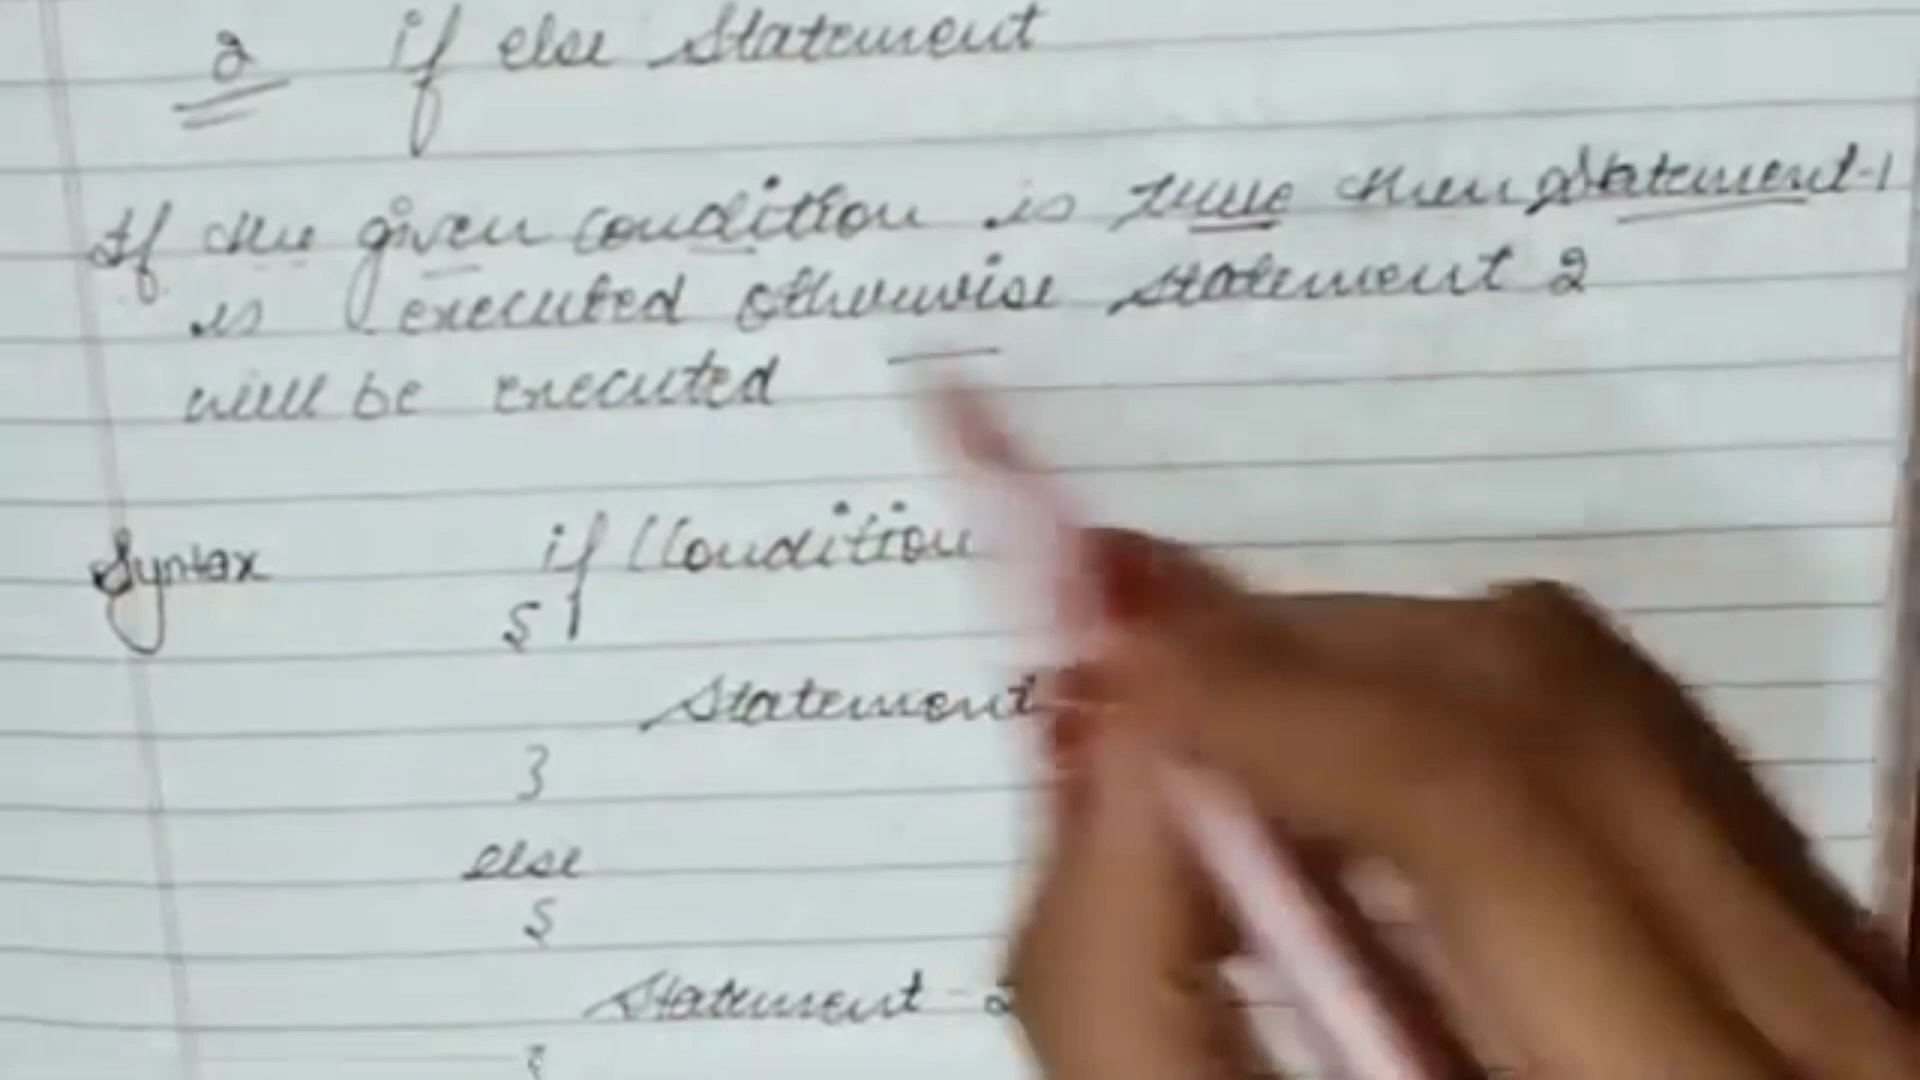 2 if else Statement
If the given condition is true then Statement-1
is executed otherwise statement 2
will be executed
Syntax if (Condition
{
Statement
}
else
{
Statement - 2
}